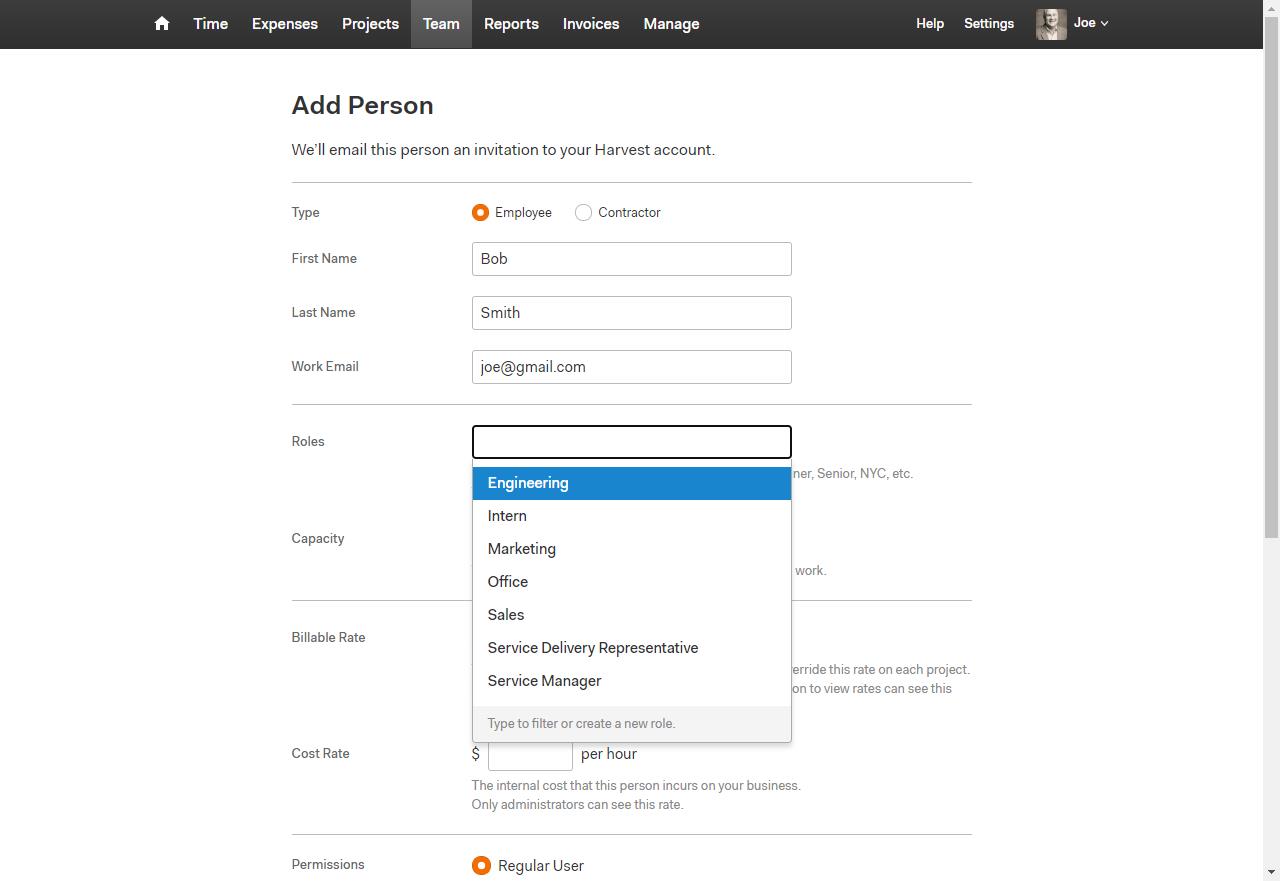 Time Expenses Projects Team Reports Invoices Manage Help Settings Joe
Add Person
We'll email this person an invitation to your Harvest account.
Type Employee Contractor
First Name Bob
Last Name Smith
Work Email joe@gmail.com
Roles
ner, Senior, NYC, etc.
Engineering
Intern
Capacity
Marketing
work.
Office
Sales
Billable Rate
Service Delivery Representative
erride this rate on each project.
Service Manager
on to view rates can see this
Type to filter or create a new role.
Cost Rate $ per hour
The internal cost that this person incurs on your business.
Only administrators can see this rate.
Permissions Regular User